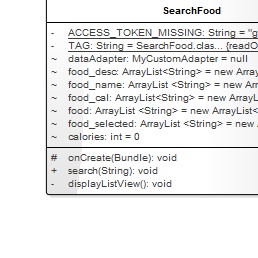 SearchFood
- ACCESS_TOKEN_MISSING: String = "g
- TAG: String = SearchFood.clas... {readO
~ dataAdapter: MyCustomAdapter = null
~ food_desc: ArrayList<String> = new Array
~ food_name: ArrayList <String> = new Arr
~ food_cal: ArrayList<String> = new ArrayL
~ food: ArrayList <String> = new ArrayList
~ food_selected: ArrayList <String> = new
~ calories: int = 0
# onCreate(Bundle): void
+ search(String): void
- displayListView(): void